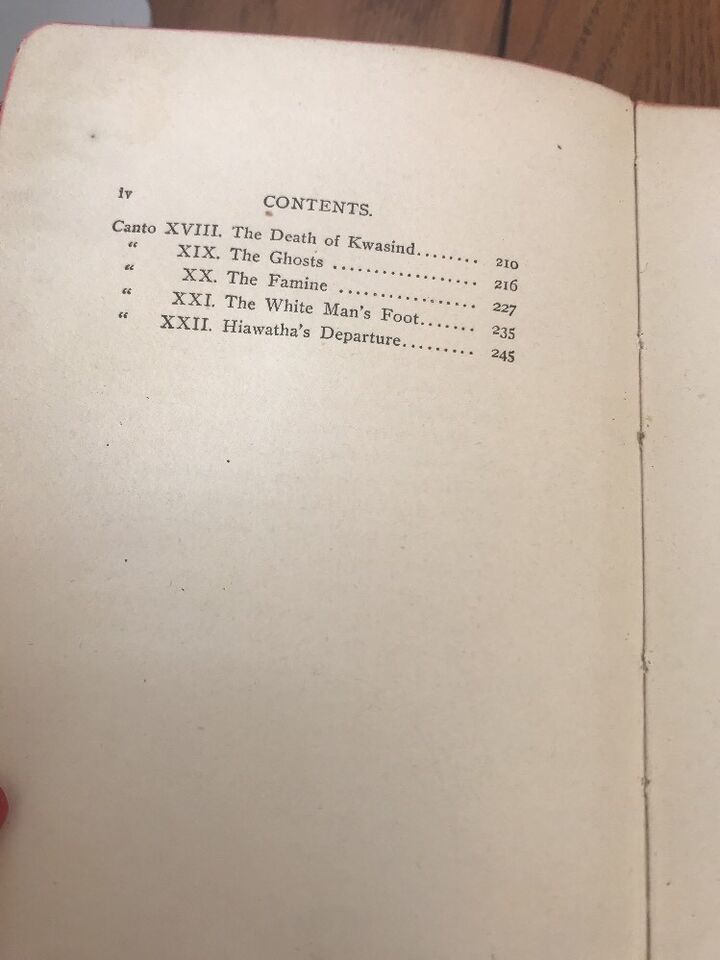 iv CONTENTS.
Canto XVIII. The Death of Kwasind........ 210
“ XIX. The Ghosts ................. 216
“ XX. The Famine ................ 227
“ XXI. The White Man's Foot....... 235
“ XXII. Hiawatha's Departure......... 245